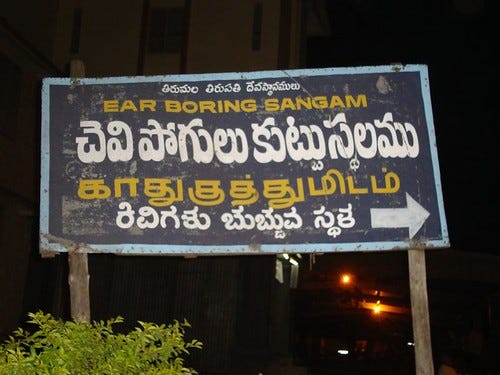 తిరుమల తిరుపతి దేవస్థానములు
EAR BORING SANGAM
చెవి పోగులు కుట్టు స్థలము
காதுகுத்துமிடம்
ಕಿವಿಗಳು ಚುಚ್ಚುವ ಸ್ಥಳ